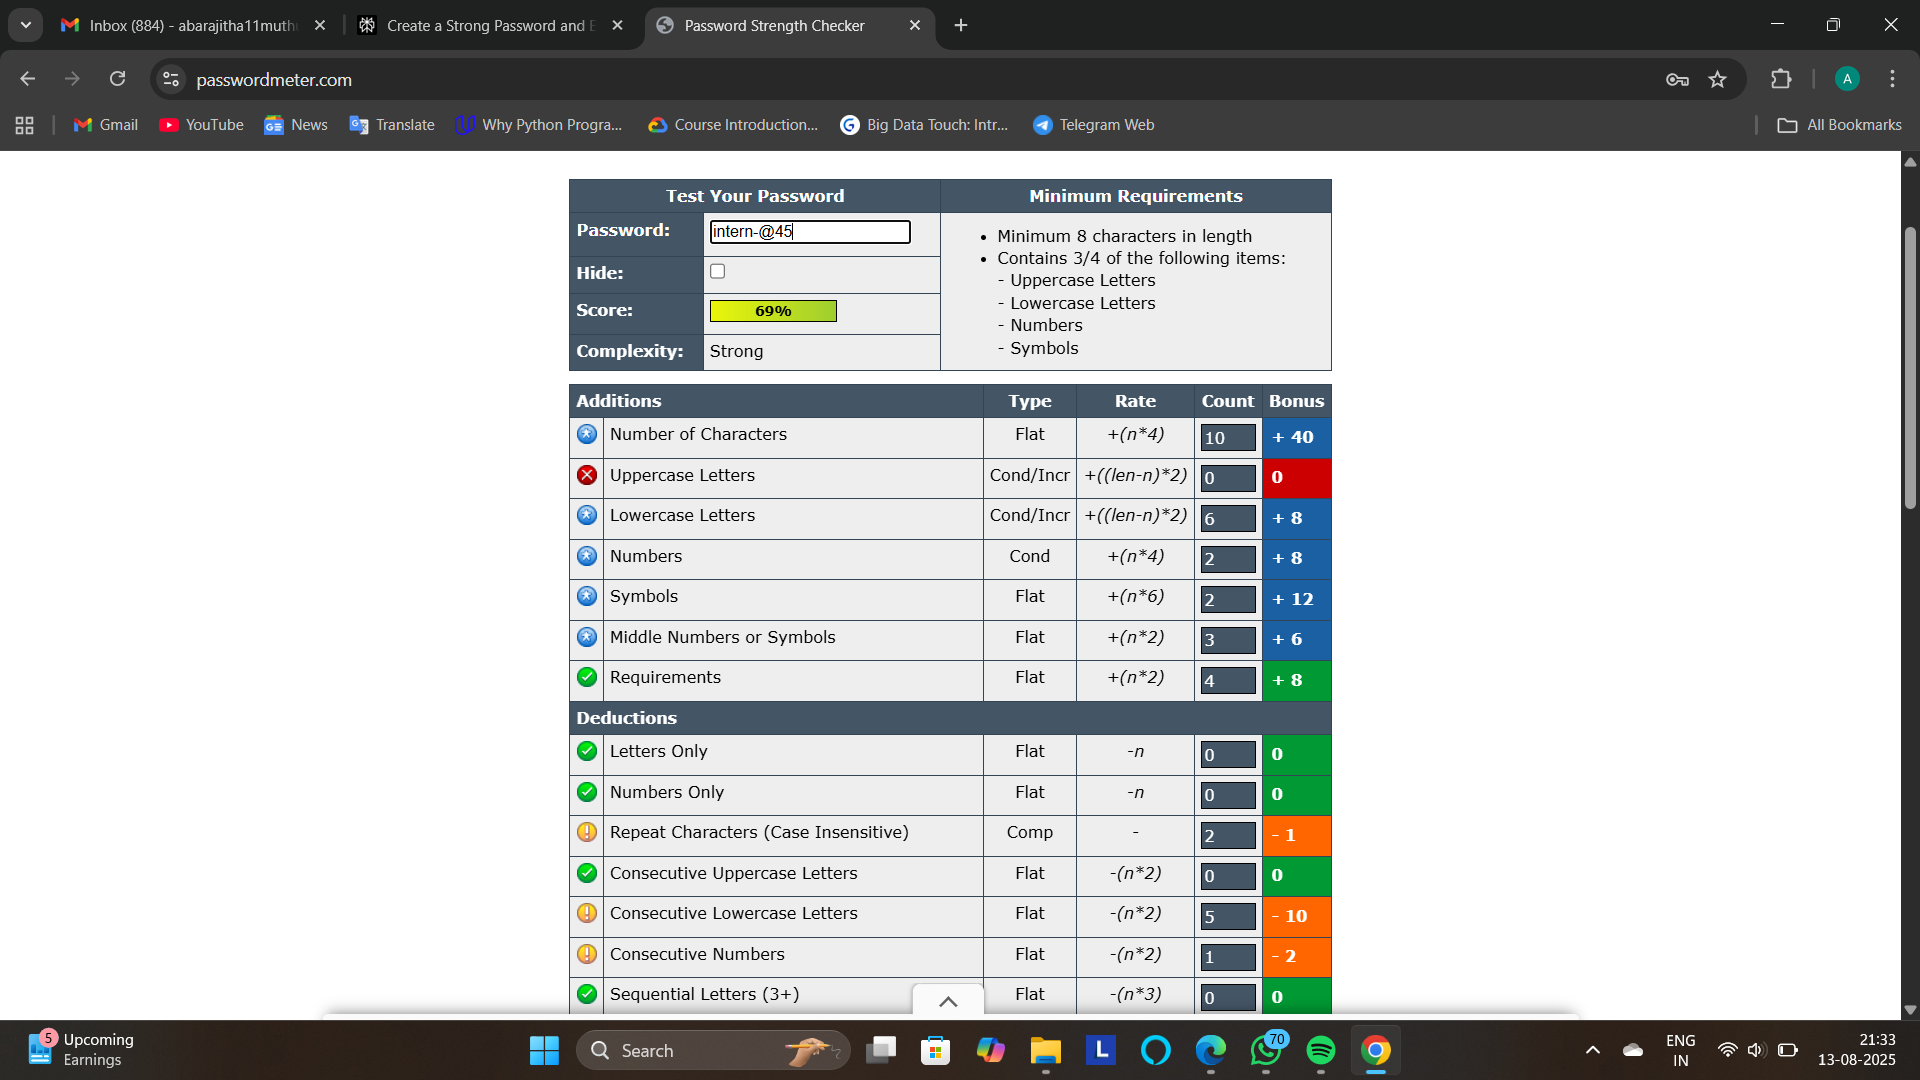 Inbox (884) - abarajitha11muth
Create a Strong Password and E
Password Strength Checker
passwordmeter.com
A
Gmail
YouTube
News
Translate
Why Python Progra...
Course Introduction...
Big Data Touch: Intr...
Telegram Web
All Bookmarks
Test Your Password
Minimum Requirements
Password:
intern-@45
• Minimum 8 characters in length
• Contains 3/4 of the following items:
- Uppercase Letters
- Lowercase Letters
- Numbers
- Symbols
Hide:
Score:
69%
Complexity:
Strong
Additions Type Rate Count Bonus
Number of Characters Flat +(n*4) 10 + 40
Uppercase Letters Cond/Incr +((len-n)*2) 0 0
Lowercase Letters Cond/Incr +((len-n)*2) 6 + 8
Numbers Cond +(n*4) 2 + 8
Symbols Flat +(n*6) 2 + 12
Middle Numbers or Symbols Flat +(n*2) 3 + 6
Requirements Flat +(n*2) 4 + 8
Deductions
Letters Only Flat -n 0 0
Numbers Only Flat -n 0 0
Repeat Characters (Case Insensitive) Comp - 2 - 1
Consecutive Uppercase Letters Flat -(n*2) 0 0
Consecutive Lowercase Letters Flat -(n*2) 5 - 10
Consecutive Numbers Flat -(n*2) 1 - 2
Sequential Letters (3+) Flat -(n*3) 0 0
5
Upcoming
Earnings
Search
L
70
ENG
IN
21:33
13-08-2025